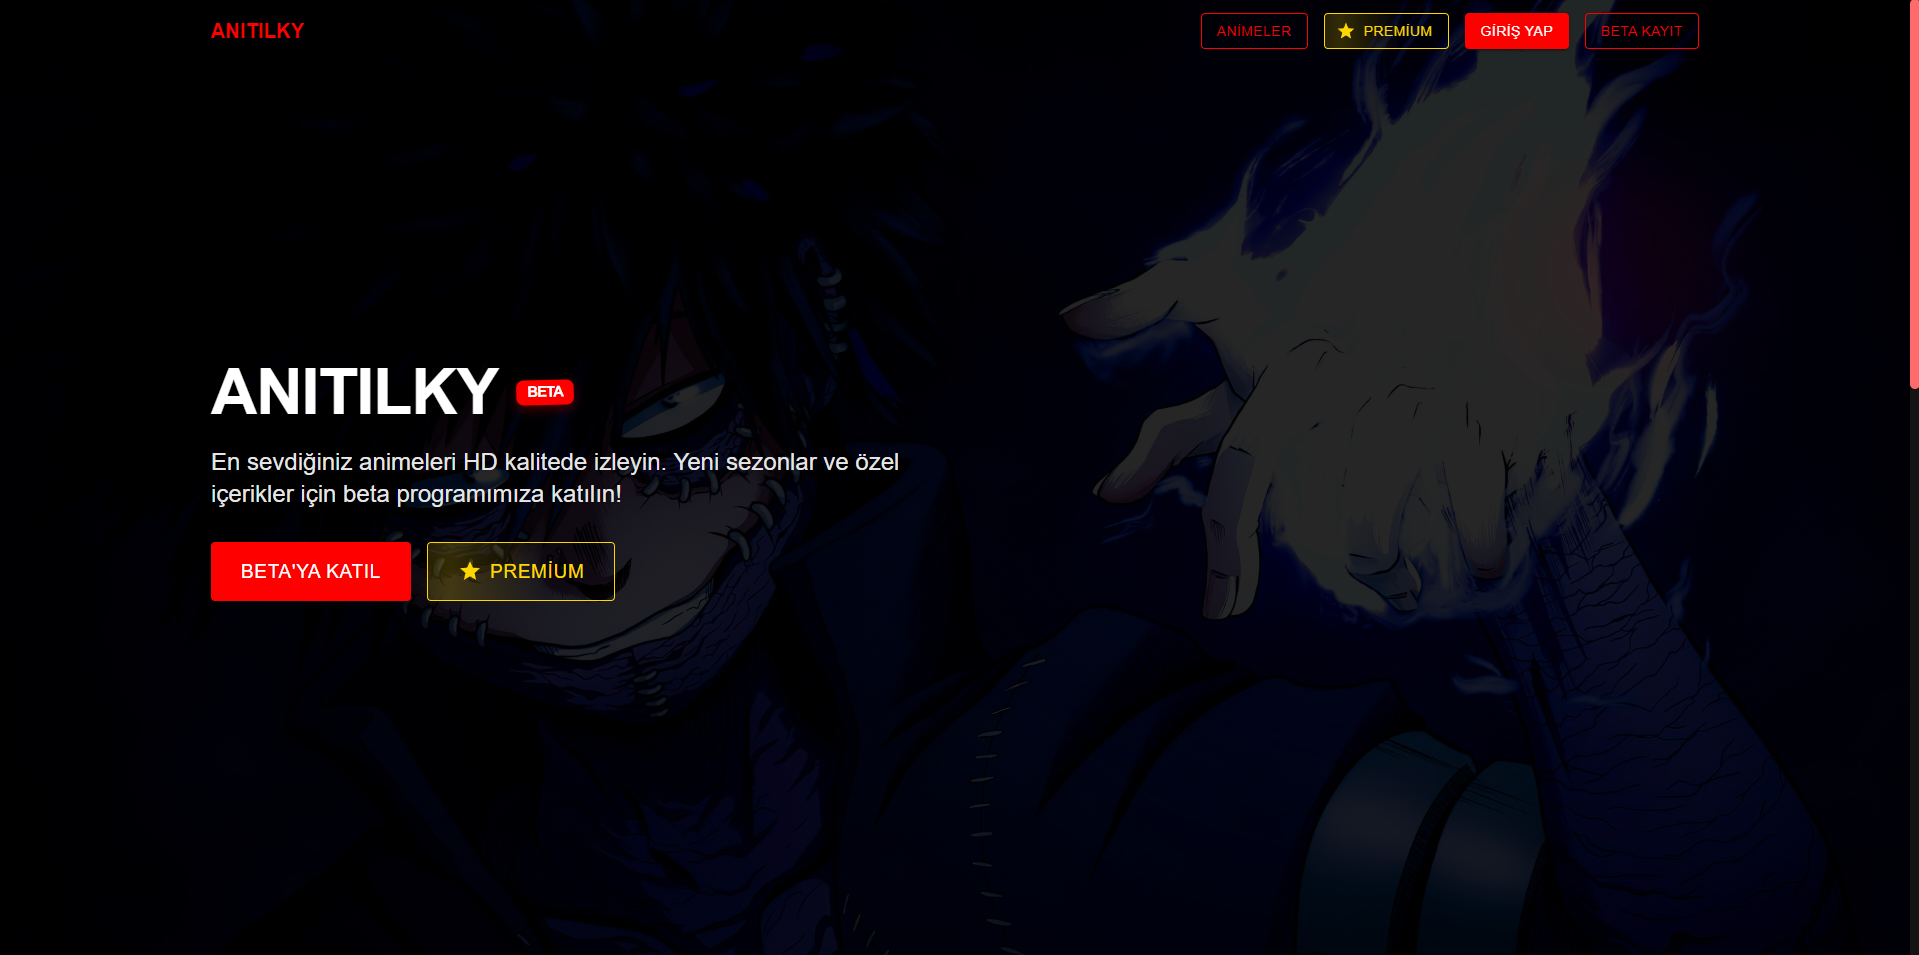 ANITILKY
ANİMELER
PREMİUM
GİRİŞ YAP
BETA KAYIT
ANITILKY BETA
En sevdiğiniz animeleri HD kalitede izleyin. Yeni sezonlar ve özel
içerikler için beta programımıza katılın!
BETA'YA KATIL
PREMİUM